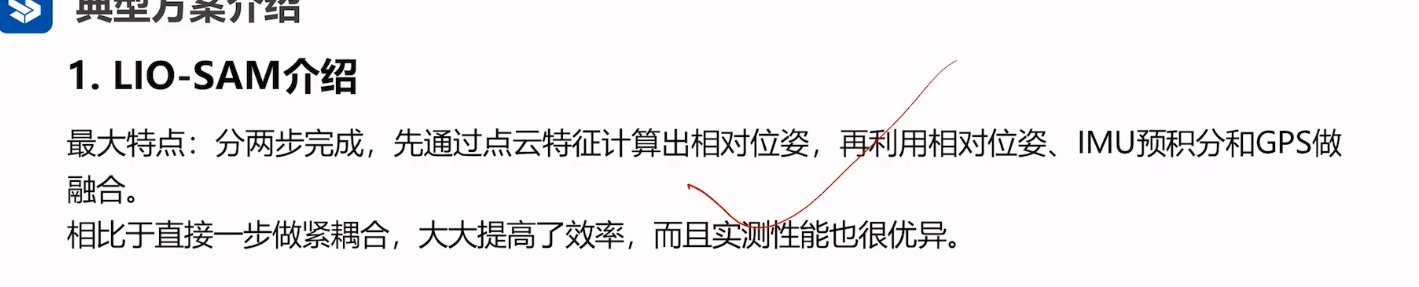 典型方案介绍
1. LIO-SAM介绍
最大特点：分两步完成，先通过点云特征计算出相对位姿，再利用相对位姿、IMU预积分和GPS做
融合。
相比于直接一步做紧耦合，大大提高了效率，而且实测性能也很优异。